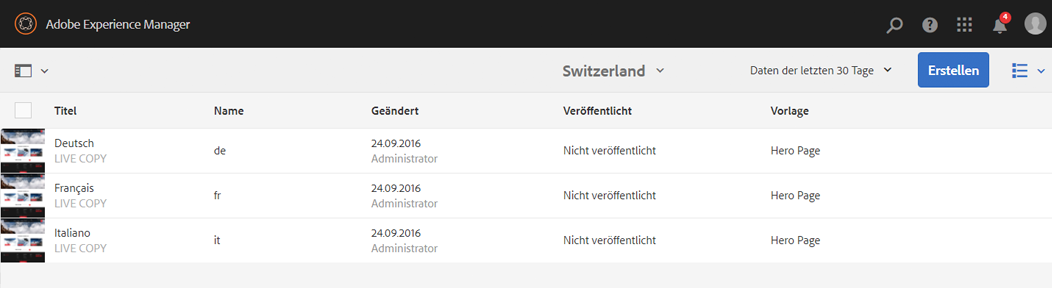 Adobe Experience Manager
4
Switzerland
Daten der letzten 30 Tage
Erstellen
Titel Name Geändert Veröffentlicht Vorlage
Deutsch
LIVE COPY
de
24.09.2016
Administrator
Nicht veröffentlicht
Hero Page
Français
LIVE COPY
fr
24.09.2016
Administrator
Nicht veröffentlicht
Hero Page
Italiano
LIVE COPY
it
24.09.2016
Administrator
Nicht veröffentlicht
Hero Page